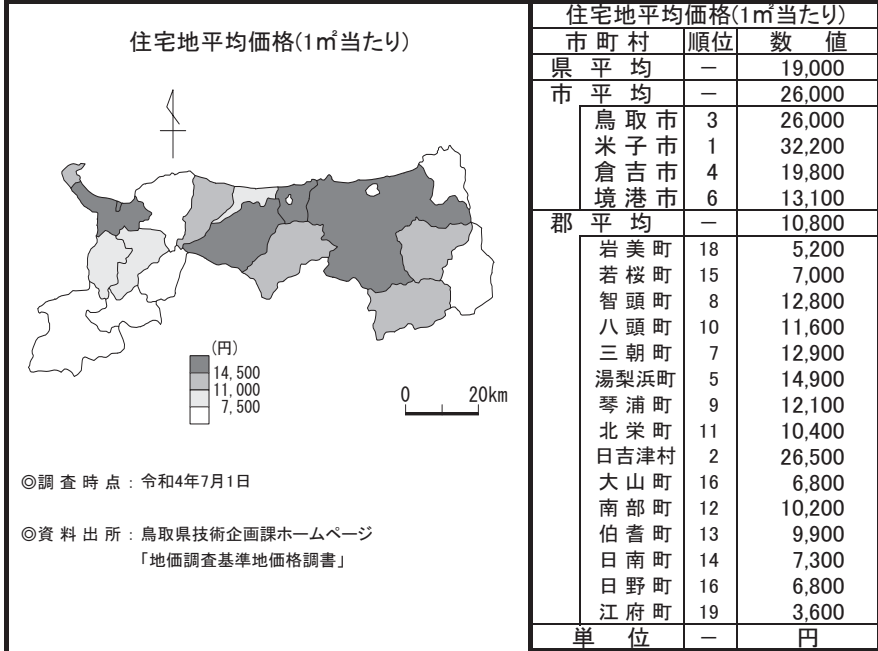 住宅地平均価格(1㎡当たり)
(円)
14,500
11,000
7,500
0 20km
◎調査時点：令和4年7月1日
◎資料出所：鳥取県技術企画課ホームページ
「地価調査基準地価格調書」
住宅地平均価格(1㎡当たり)
市町村 順位 数値
県平均 － 19,000
市平均 － 26,000
鳥取市 3 26,000
米子市 1 32,200
倉吉市 4 19,800
境港市 6 13,100
郡平均 － 10,800
岩美町 18 5,200
若桜町 15 7,000
智頭町 8 12,800
八頭町 10 11,600
三朝町 7 12,900
湯梨浜町 5 14,900
琴浦町 9 12,100
北栄町 11 10,400
日吉津村 2 26,500
大山町 16 6,800
南部町 12 10,200
伯耆町 13 9,900
日南町 14 7,300
日野町 16 6,800
江府町 19 3,600
単位 － 円